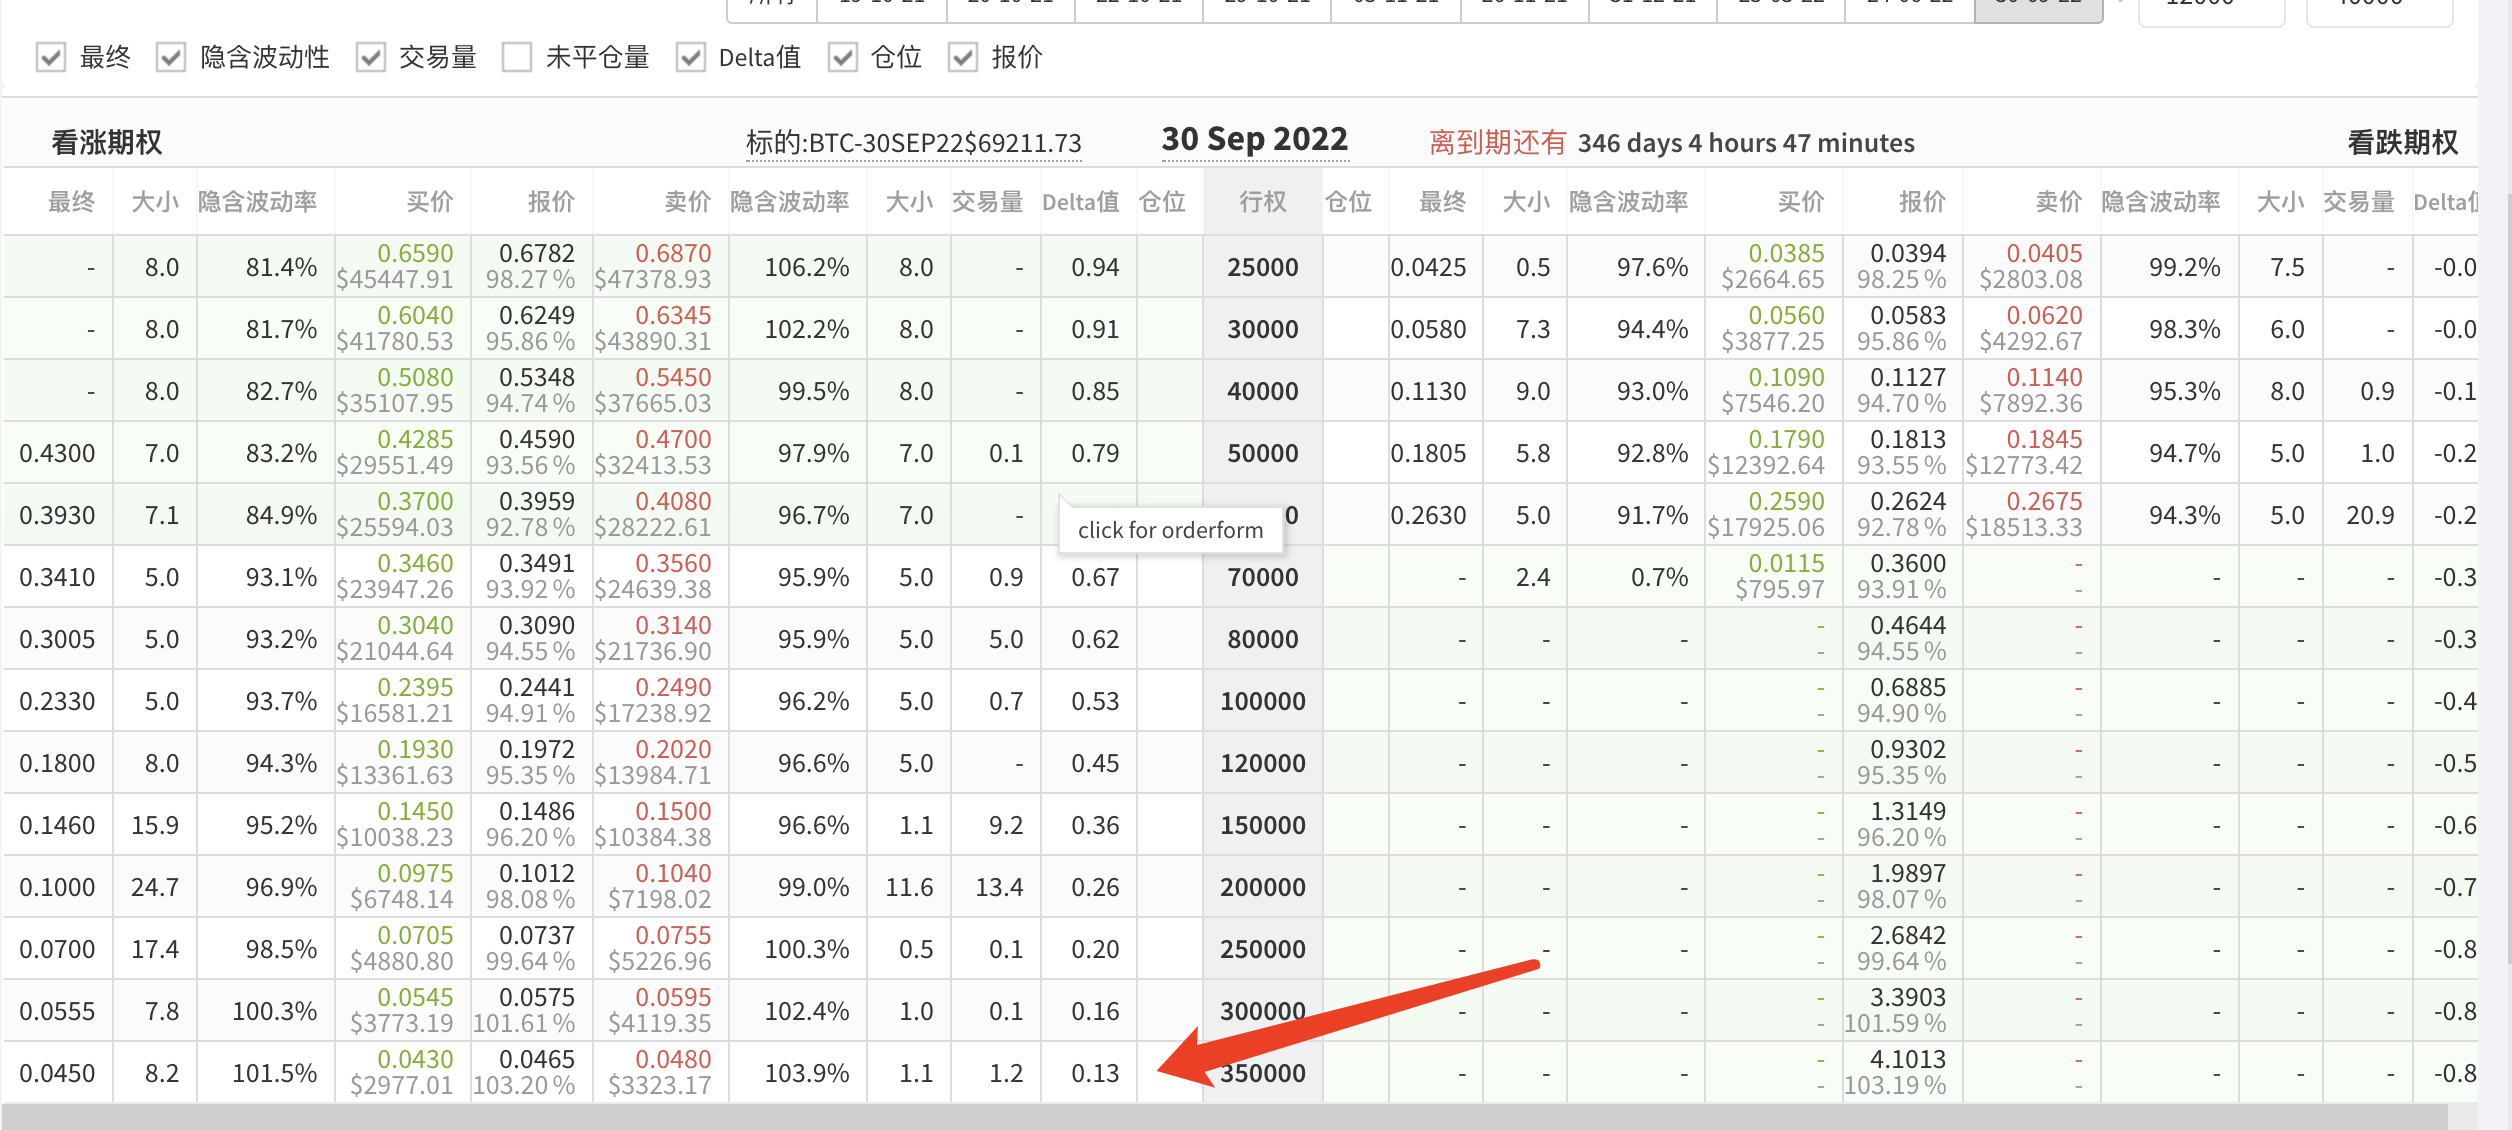 最终 隐含波动性 交易量 未平仓量 Delta值 仓位 报价
看涨期权 标的:BTC-30SEP22$69211.73 30 Sep 2022 离到期还有 346 days 4 hours 47 minutes 看跌期权
最终 大小 隐含波动率 买价 报价 卖价 隐含波动率 大小 交易量 Delta值 仓位 行权 仓位 最终 大小 隐含波动率 买价 报价 卖价 隐含波动率 大小 交易量
- 8.0 81.4% 0.6590 0.6782 0.6870 106.2% 8.0 - 0.94 25000 0.0425 0.5 97.6% 0.0385 0.0394 0.0405 99.2% 7.5 - -0.0
$45447.91 98.27 % $47378.93 $2664.65 98.25 % $2803.08
- 8.0 81.7% 0.6040 0.6249 0.6345 102.2% 8.0 - 0.91 30000 0.0580 7.3 94.4% 0.0560 0.0583 0.0620 98.3% 6.0 - -0.0
$41780.53 95.86 % $43890.31 $3877.25 95.86 % $4292.67
- 8.0 82.7% 0.5080 0.5348 0.5450 99.5% 8.0 - 0.85 40000 0.1130 9.0 93.0% 0.1090 0.1127 0.1140 95.3% 8.0 0.9 -0.1
$35107.95 94.74 % $37665.03 $7546.20 94.70 % $7892.36
0.4300 7.0 83.2% 0.4285 0.4590 0.4700 97.9% 7.0 0.1 0.79 50000 0.1805 5.8 92.8% 0.1790 0.1813 0.1845 94.7% 5.0 1.0 -0.2
$29551.49 93.56 % $32413.53 $12392.64 93.55 % $12773.42
0.3930 7.1 84.9% 0.3700 0.3959 0.4080 96.7% 7.0 - 0 0.2630 5.0 91.7% 0.2590 0.2624 0.2675 94.3% 5.0 20.9 -0.2
$25594.03 92.78 % $28222.61 click for orderform $17925.06 92.78 % $18513.33
0.3410 5.0 93.1% 0.3460 0.3491 0.3560 95.9% 5.0 0.9 0.67 70000 - 2.4 0.7% 0.0115 0.3600 - - - - -0.3
$23947.26 93.92 % $24639.38 $795.97 93.91 % -
0.3005 5.0 93.2% 0.3040 0.3090 0.3140 95.9% 5.0 5.0 0.62 80000 - - - - 0.4644 - - - - -0.3
$21044.64 94.55 % $21736.90 - 94.55 % -
0.2330 5.0 93.7% 0.2395 0.2441 0.2490 96.2% 5.0 0.7 0.53 100000 - - - - 0.6885 - - - - -0.4
$16581.21 94.91 % $17238.92 - 94.90 % -
0.1800 8.0 94.3% 0.1930 0.1972 0.2020 96.6% 5.0 - 0.45 120000 - - - - 0.9302 - - - - -0.5
$13361.63 95.35 % $13984.71 - 95.35 % -
0.1460 15.9 95.2% 0.1450 0.1486 0.1500 96.6% 1.1 9.2 0.36 150000 - - - - 1.3149 - - - - -0.6
$10038.23 96.20 % $10384.38 - 96.20 % -
0.1000 24.7 96.9% 0.0975 0.1012 0.1040 99.0% 11.6 13.4 0.26 200000 - - - - 1.9897 - - - - -0.7
$6748.14 98.08 % $7198.02 - 98.07 % -
0.0700 17.4 98.5% 0.0705 0.0737 0.0755 100.3% 0.5 0.1 0.20 250000 - - - - 2.6842 - - - - -0.8
$4880.80 99.64 % $5226.96 - 99.64 % -
0.0555 7.8 100.3% 0.0545 0.0575 0.0595 102.4% 1.0 0.1 0.16 300000 - - - - 3.3903 - - - - -0.8
$3773.19 101.61 % $4119.35 - 101.59 % -
0.0450 8.2 101.5% 0.0430 0.0465 0.0480 103.9% 1.1 1.2 0.13 350000 - - - - 4.1013 - - - - -0.8
$2977.01 103.20 % $3323.17 - 103.19 % -